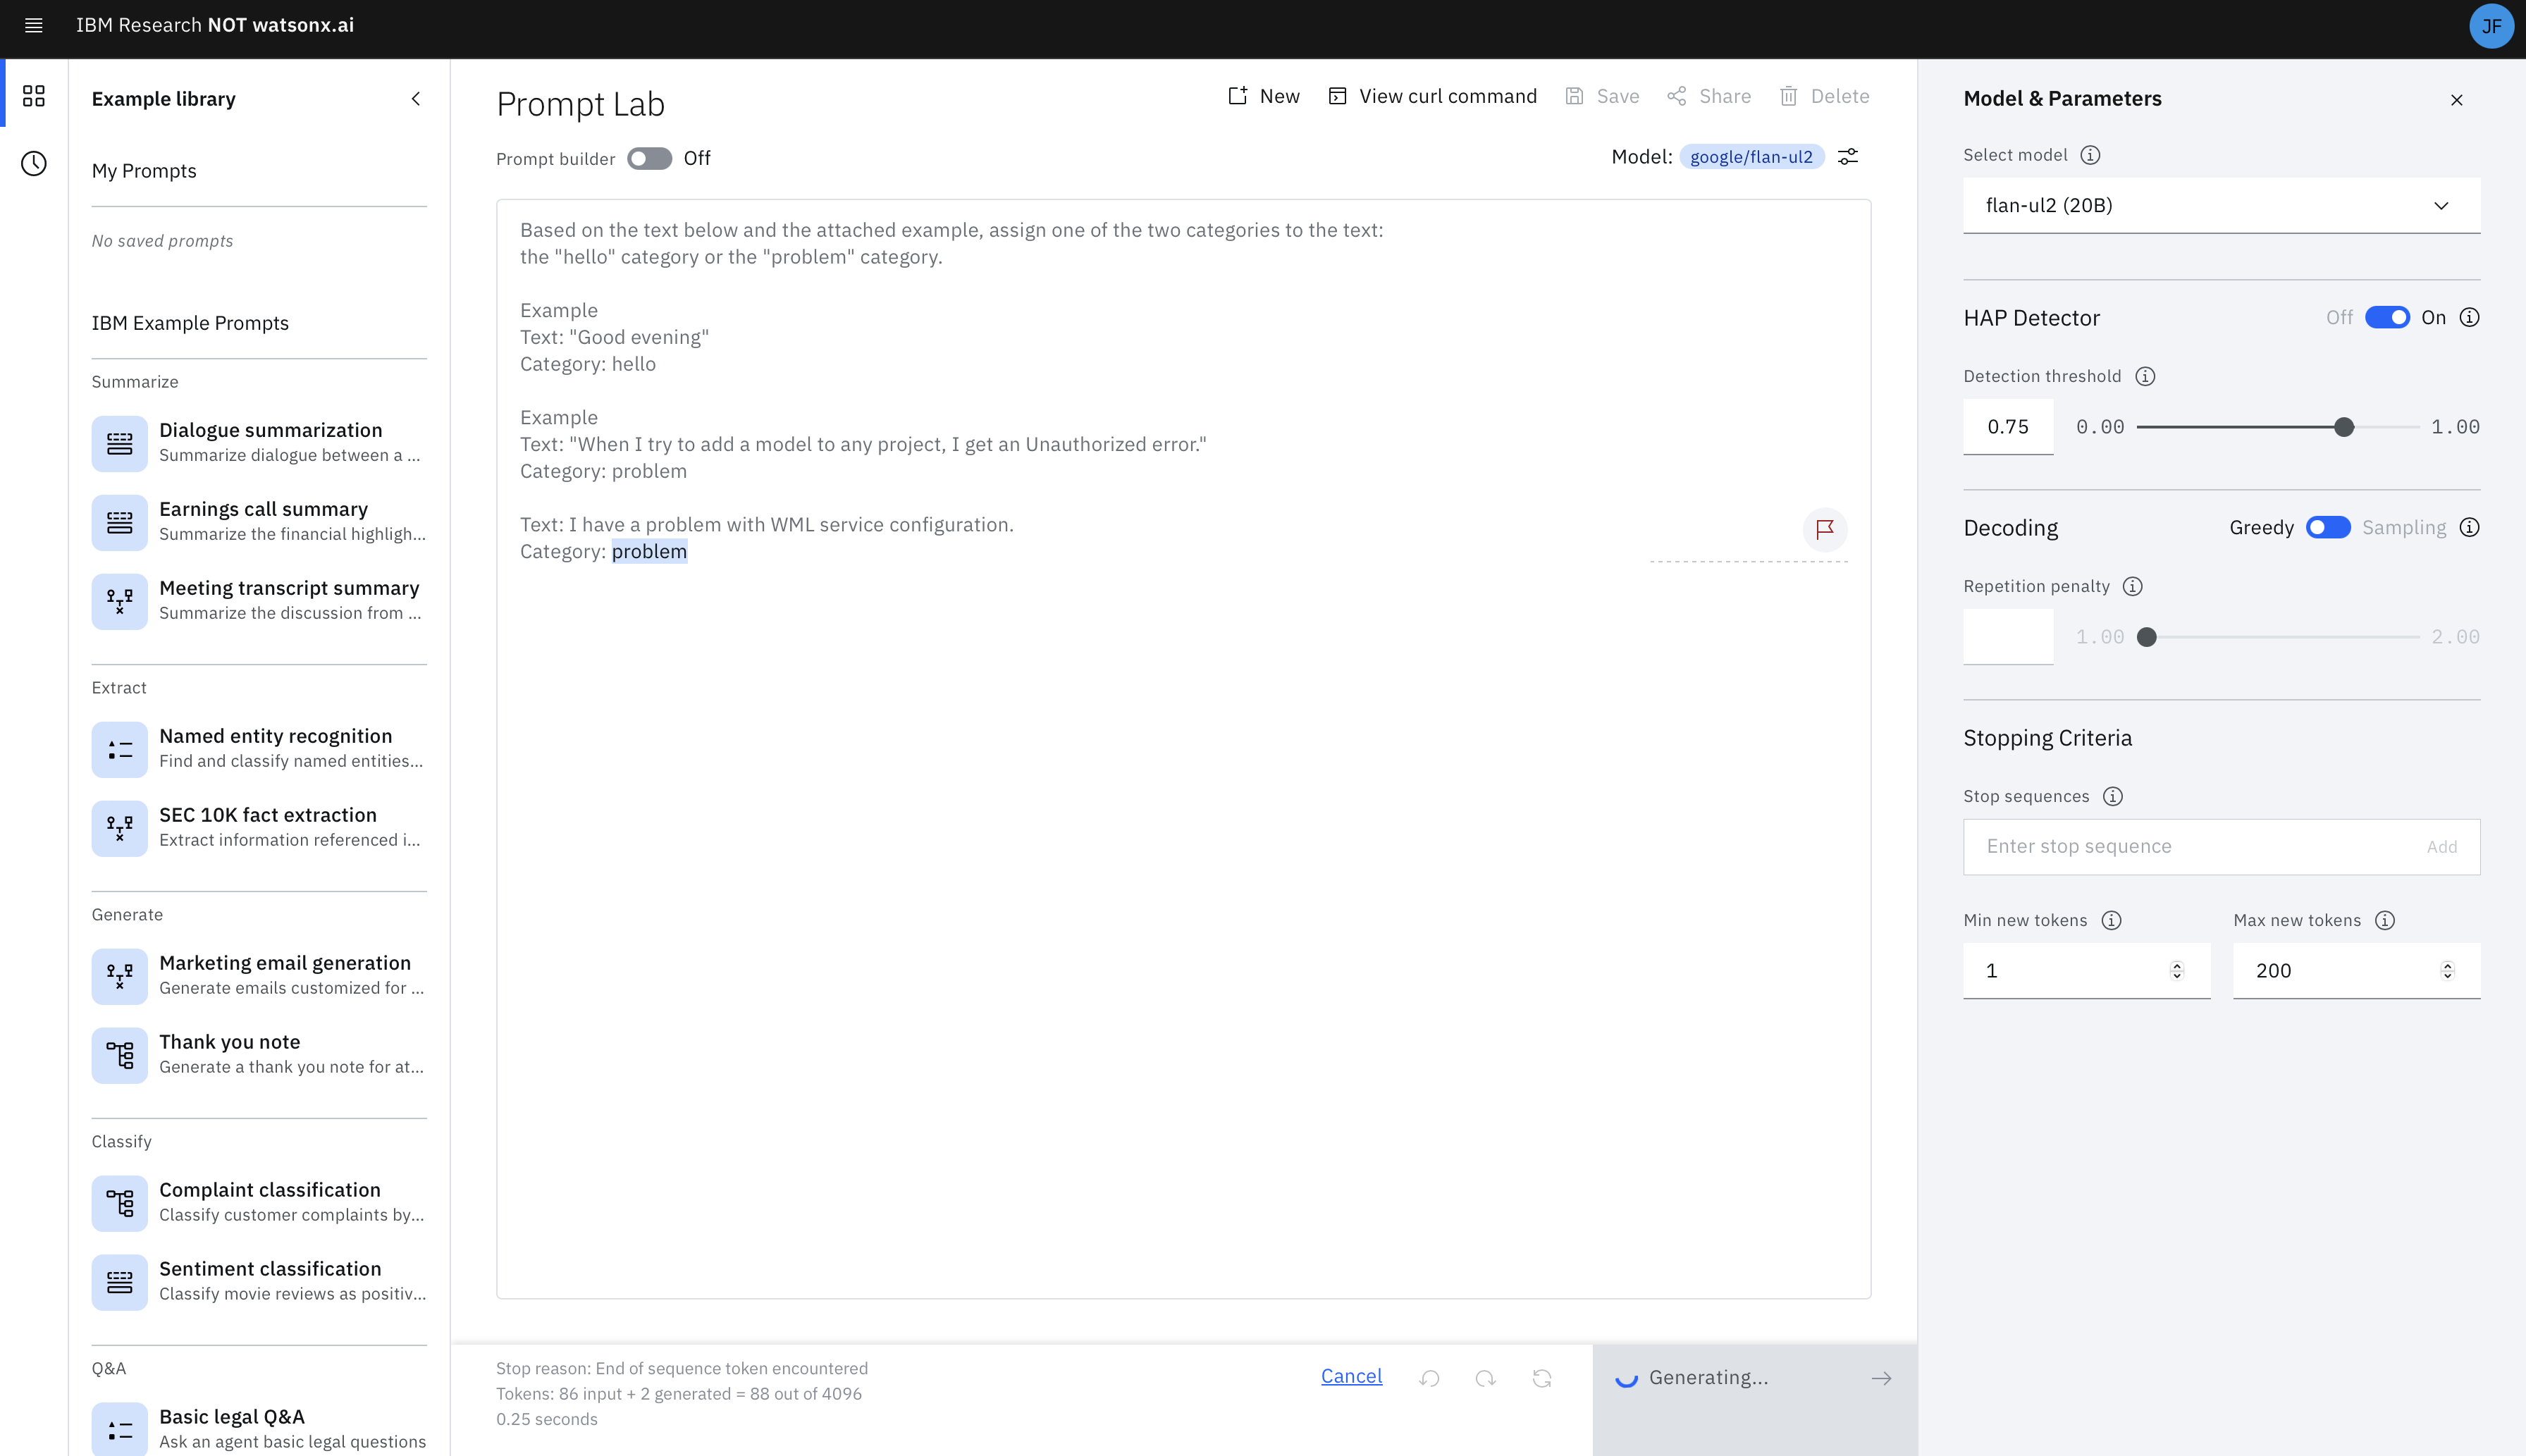 IBM Research NOT watsonx.ai
JF
Example library
My Prompts
No saved prompts
IBM Example Prompts
Summarize
Dialogue summarization
Summarize dialogue between a ...
Earnings call summary
Summarize the financial highligh...
Meeting transcript summary
Summarize the discussion from ...
Extract
Named entity recognition
Find and classify named entities...
SEC 10K fact extraction
Extract information referenced i...
Generate
Marketing email generation
Generate emails customized for ...
Thank you note
Generate a thank you note for at...
Classify
Complaint classification
Classify customer complaints by...
Sentiment classification
Classify movie reviews as positiv...
Q&A
Basic legal Q&A
Ask an agent basic legal questions
Prompt Lab
New
View curl command
Save
Share
Delete
Prompt builder Off
Model: google/flan-ul2
Based on the text below and the attached example, assign one of the two categories to the text:
the "hello" category or the "problem" category.
Example
Text: "Good evening"
Category: hello
Example
Text: "When I try to add a model to any project, I get an Unauthorized error."
Category: problem
Text: I have a problem with WML service configuration.
Category: problem
Stop reason: End of sequence token encountered
Tokens: 86 input + 2 generated = 88 out of 4096
0.25 seconds
Cancel
Generating...
Model & Parameters
Select model
flan-ul2 (20B)
HAP Detector Off On
Detection threshold
0.75 0.00 1.00
Decoding Greedy Sampling
Repetition penalty
1.00 2.00
Stopping Criteria
Stop sequences
Enter stop sequence Add
Min new tokens Max new tokens
1 200